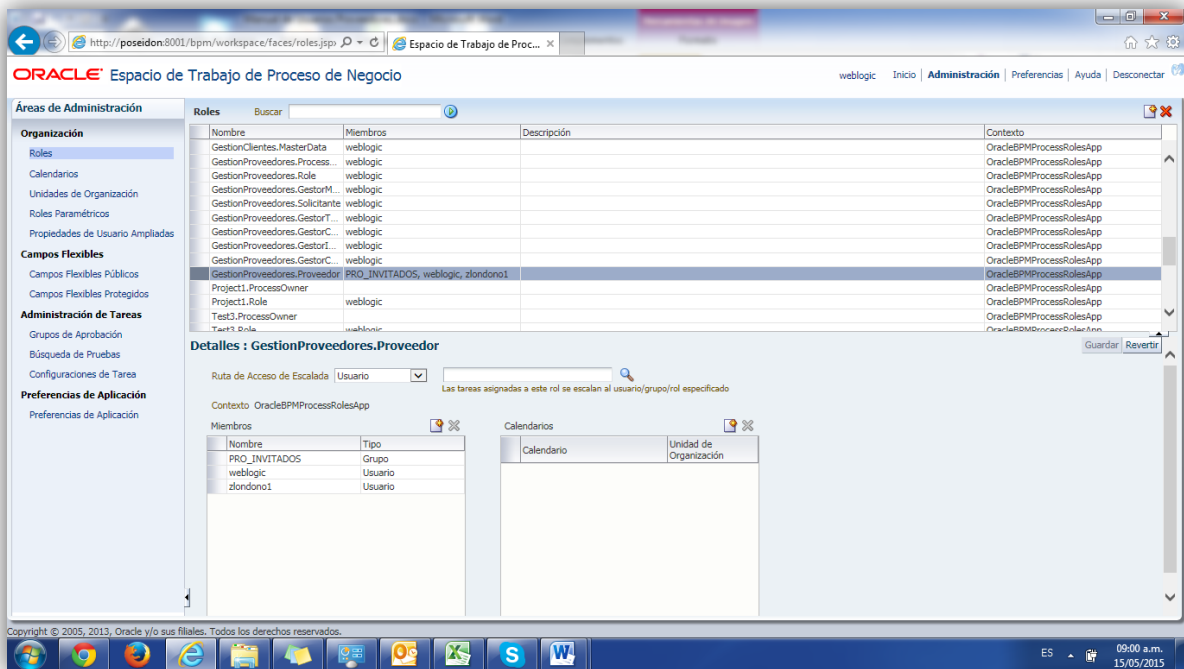 http://poseidon:8001/bpm/workspace/faces/roles.jsp
Espacio de Trabajo de Proc...
ORACLE Espacio de Trabajo de Proceso de Negocio
weblogic Inicio Administración Preferencias Ayuda Desconectar
Áreas de Administración
Organización
Roles
Calendarios
Unidades de Organización
Roles Paramétricos
Propiedades de Usuario Ampliadas
Campos Flexibles
Campos Flexibles Públicos
Campos Flexibles Protegidos
Administración de Tareas
Grupos de Aprobación
Búsqueda de Pruebas
Configuraciones de Tarea
Preferencias de Aplicación
Preferencias de Aplicación
Roles Buscar
Nombre Miembros Descripción Contexto
GestionClientes.MasterData weblogic OracleBPMProcessRolesApp
GestionProveedores.Process... weblogic OracleBPMProcessRolesApp
GestionProveedores.Role weblogic OracleBPMProcessRolesApp
GestionProveedores.GestorM... weblogic OracleBPMProcessRolesApp
GestionProveedores.Solicitante weblogic OracleBPMProcessRolesApp
GestionProveedores.GestorT... weblogic OracleBPMProcessRolesApp
GestionProveedores.GestorC... weblogic OracleBPMProcessRolesApp
GestionProveedores.GestorI... weblogic OracleBPMProcessRolesApp
GestionProveedores.GestorC... weblogic OracleBPMProcessRolesApp
GestionProveedores.Proveedor PRO_INVITADOS, weblogic, zlondono1 OracleBPMProcessRolesApp
Project1.ProcessOwner OracleBPMProcessRolesApp
Project1.Role weblogic OracleBPMProcessRolesApp
Test3.ProcessOwner OracleBPMProcessRolesApp
Test3.Role weblogic OracleBPMProcessRolesApp
Detalles : GestionProveedores.Proveedor
Guardar Revertir
Ruta de Acceso de Escalada Usuario
Las tareas asignadas a este rol se escalan al usuario/grupo/rol especificado
Contexto OracleBPMProcessRolesApp
Miembros
Nombre Tipo
PRO_INVITADOS Grupo
weblogic Usuario
zlondono1 Usuario
Calendarios
Calendario Unidad de
Organización
Copyright © 2005, 2013, Oracle y/o sus filiales. Todos los derechos reservados.
ES 09:00 a.m.
15/05/2015